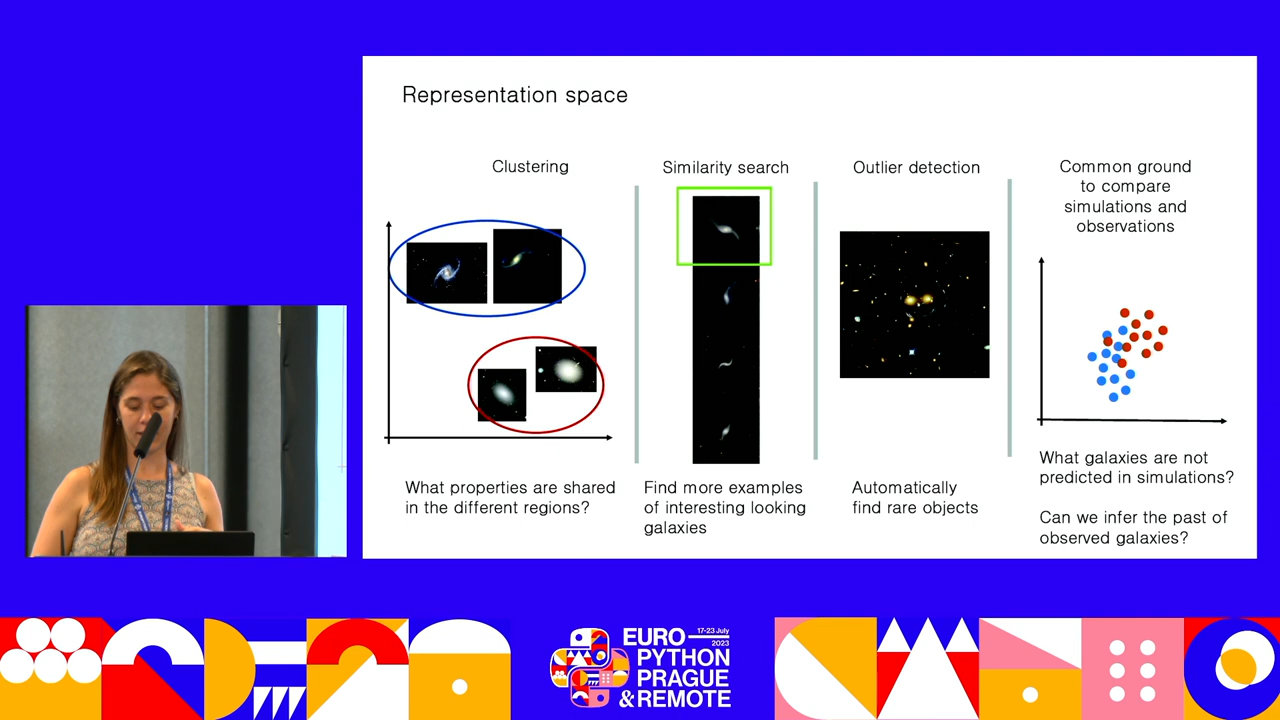 Representation space
Clustering
Similarity search
Outlier detection
Common ground
to compare
simulations and
observations
What properties are shared
in the different regions?
Find more examples
of interesting looking
galaxies
Automatically
find rare objects
What galaxies are not
predicted in simulations?
Can we infer the past of
observed galaxies?
EURO
17-23 July
2023
PYTHON
PRAGUE
& REMOTE